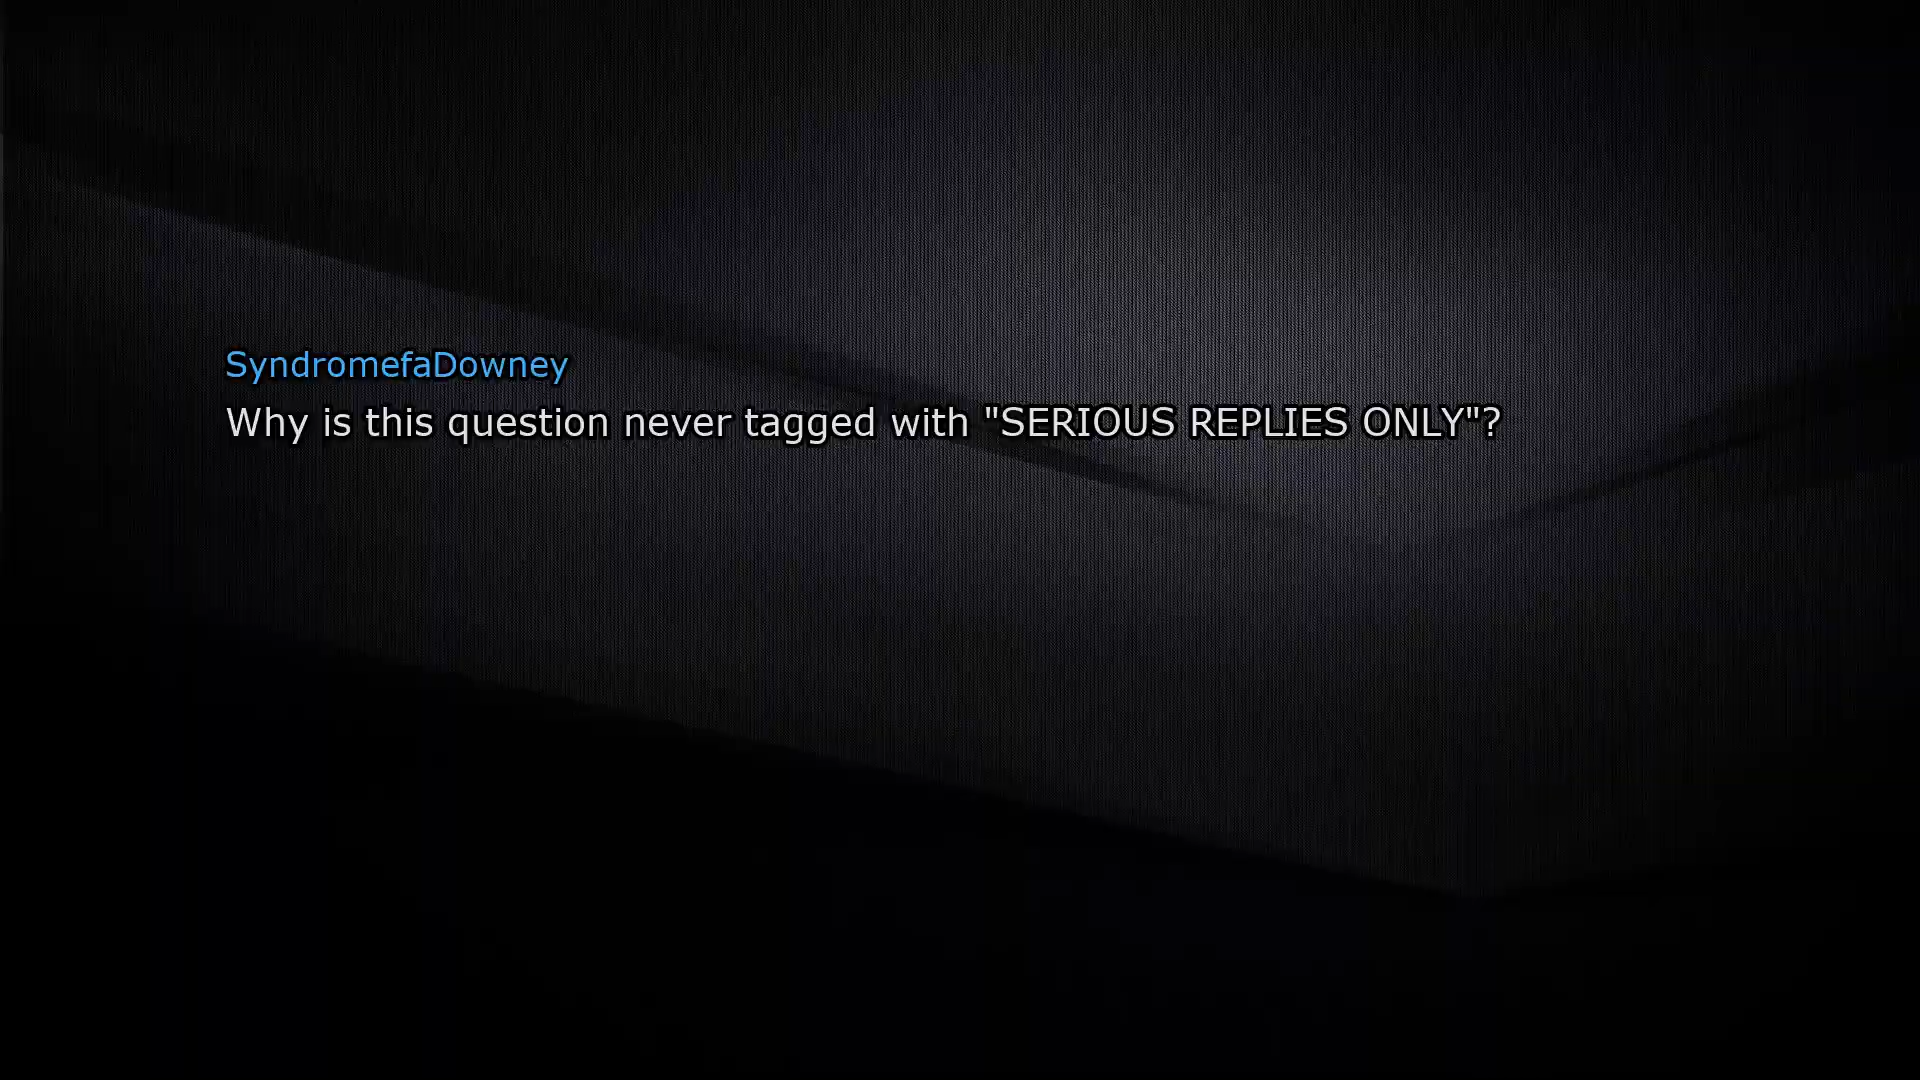 SyndromefaDowney
Why is this question never tagged with "SERIOUS REPLIES ONLY"?